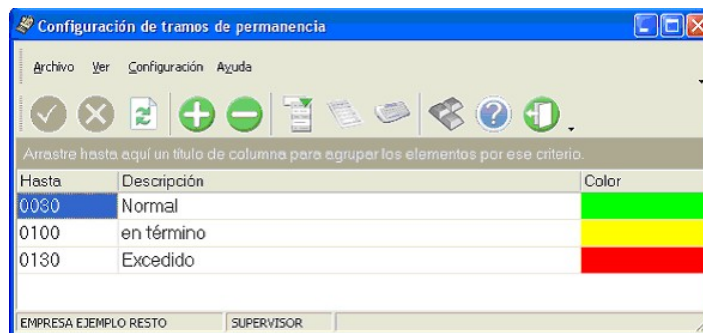 Configuración de tramos de permanencia
Archivo Ver Configuración Ayuda
Arrastre hasta aquí un título de columna para agrupar los elementos por ese criterio.
Hasta Descripción Color
0030 Normal
0100 en término
0130 Excedido
EMPRESA EJEMPLO RESTO SUPERVISOR